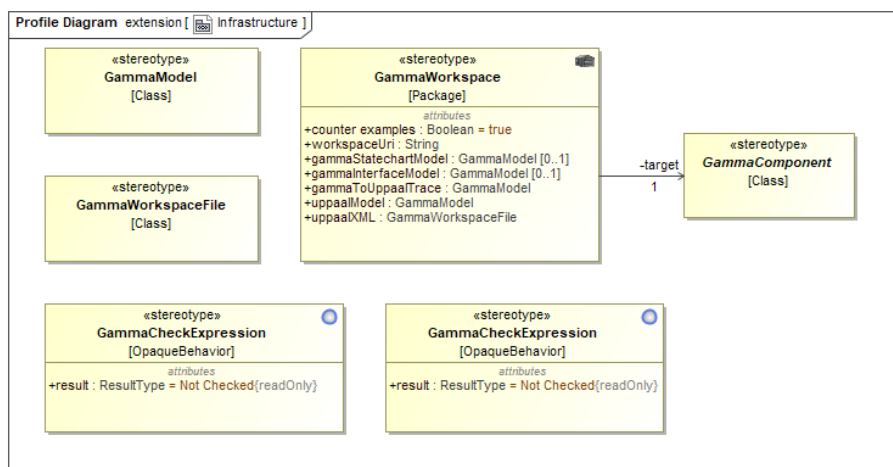 Profile Diagram extension [ Infrastructure ]
«stereotype»
GammaModel
[Class]
«stereotype»
GammaWorkspace
[Package]
attributes
+counter examples : Boolean = true
+workspaceUri : String
+gammaStatechartModel : GammaModel [0..1]
+gammaInterfaceModel : GammaModel [0..1]
+gammaToUppaalTrace : GammaModel
+uppaalModel : GammaModel
+uppaalXML : GammaWorkspaceFile
-target
1
«stereotype»
GammaComponent
[Class]
«stereotype»
GammaWorkspaceFile
[Class]
«stereotype»
GammaCheckExpression
[OpaqueBehavior]
attributes
+result : ResultType = Not Checked{readOnly}
«stereotype»
GammaCheckExpression
[OpaqueBehavior]
attributes
+result : ResultType = Not Checked{readOnly}